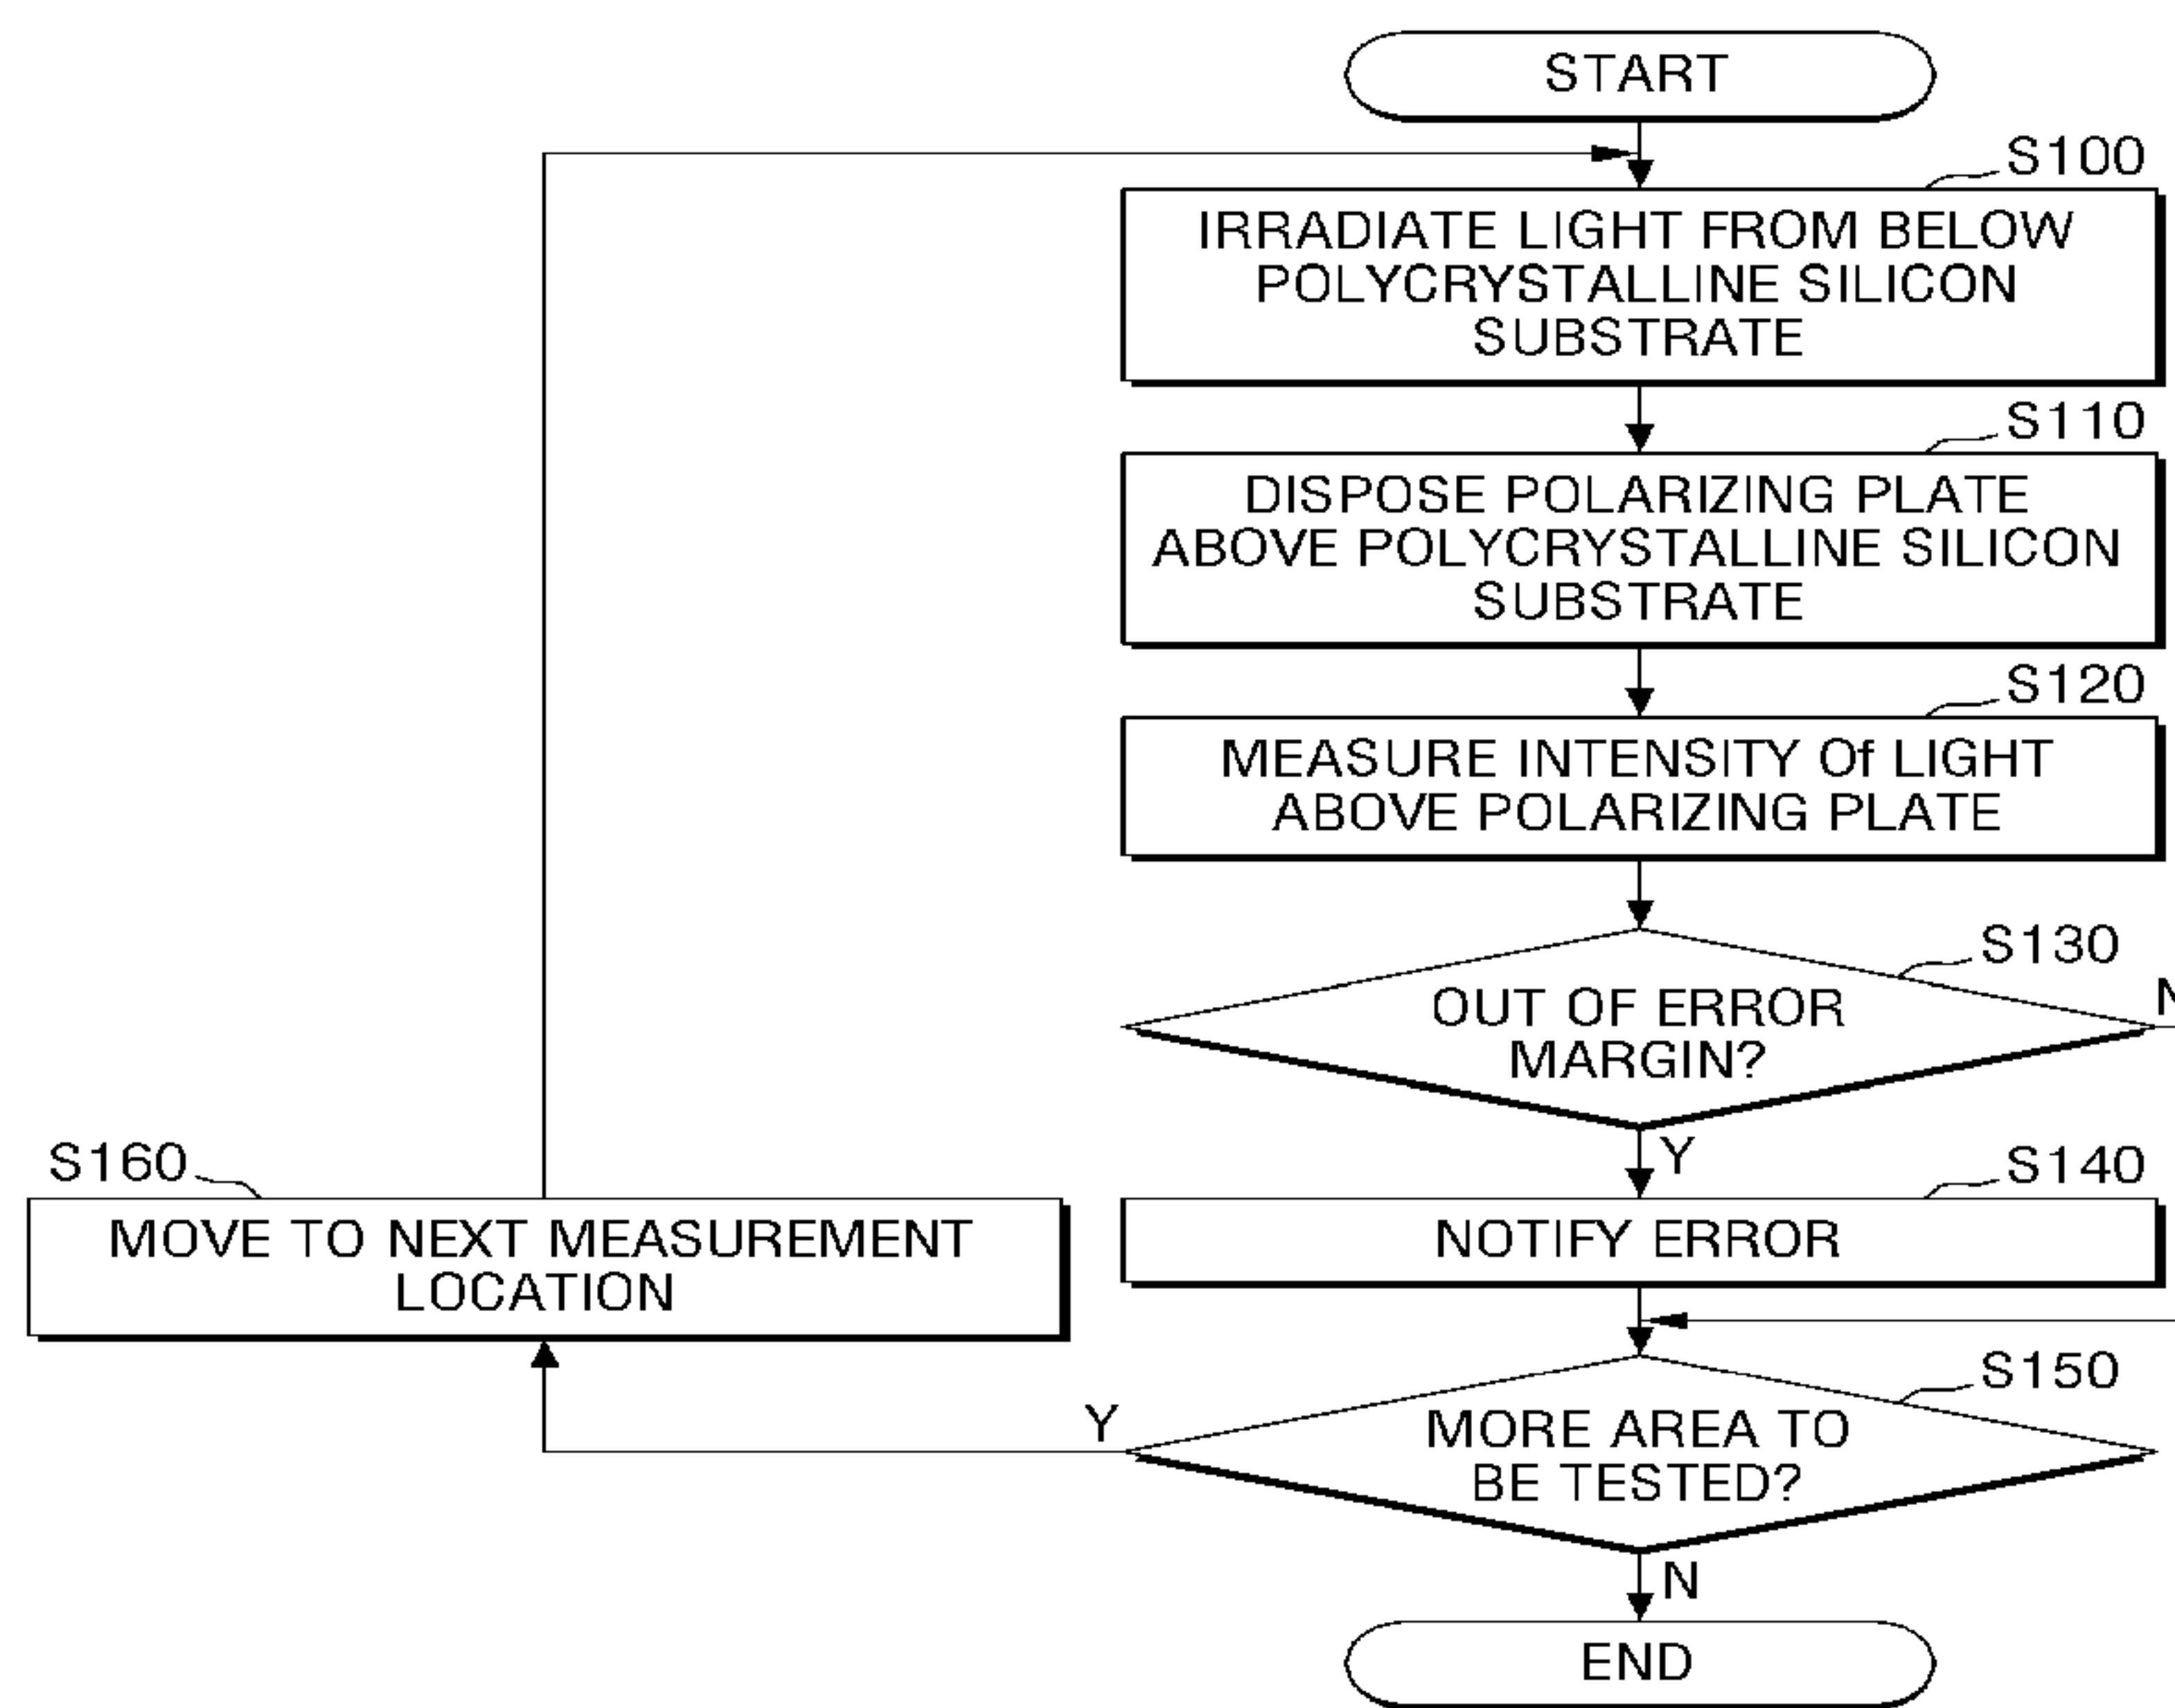 START
S100
IRRADIATE LIGHT FROM BELOW
POLYCRYSTALLINE SILICON
SUBSTRATE
S110
DISPOSE POLARIZING PLATE
ABOVE POLYCRYSTALLINE SILICON
SUBSTRATE
S120
MEASURE INTENSITY Of LIGHT
ABOVE POLARIZING PLATE
S130
OUT OF ERROR
MARGIN?
N
Y
S140
NOTIFY ERROR
S160
MOVE TO NEXT MEASUREMENT
LOCATION
S150
MORE AREA TO
BE TESTED?
Y
N
END